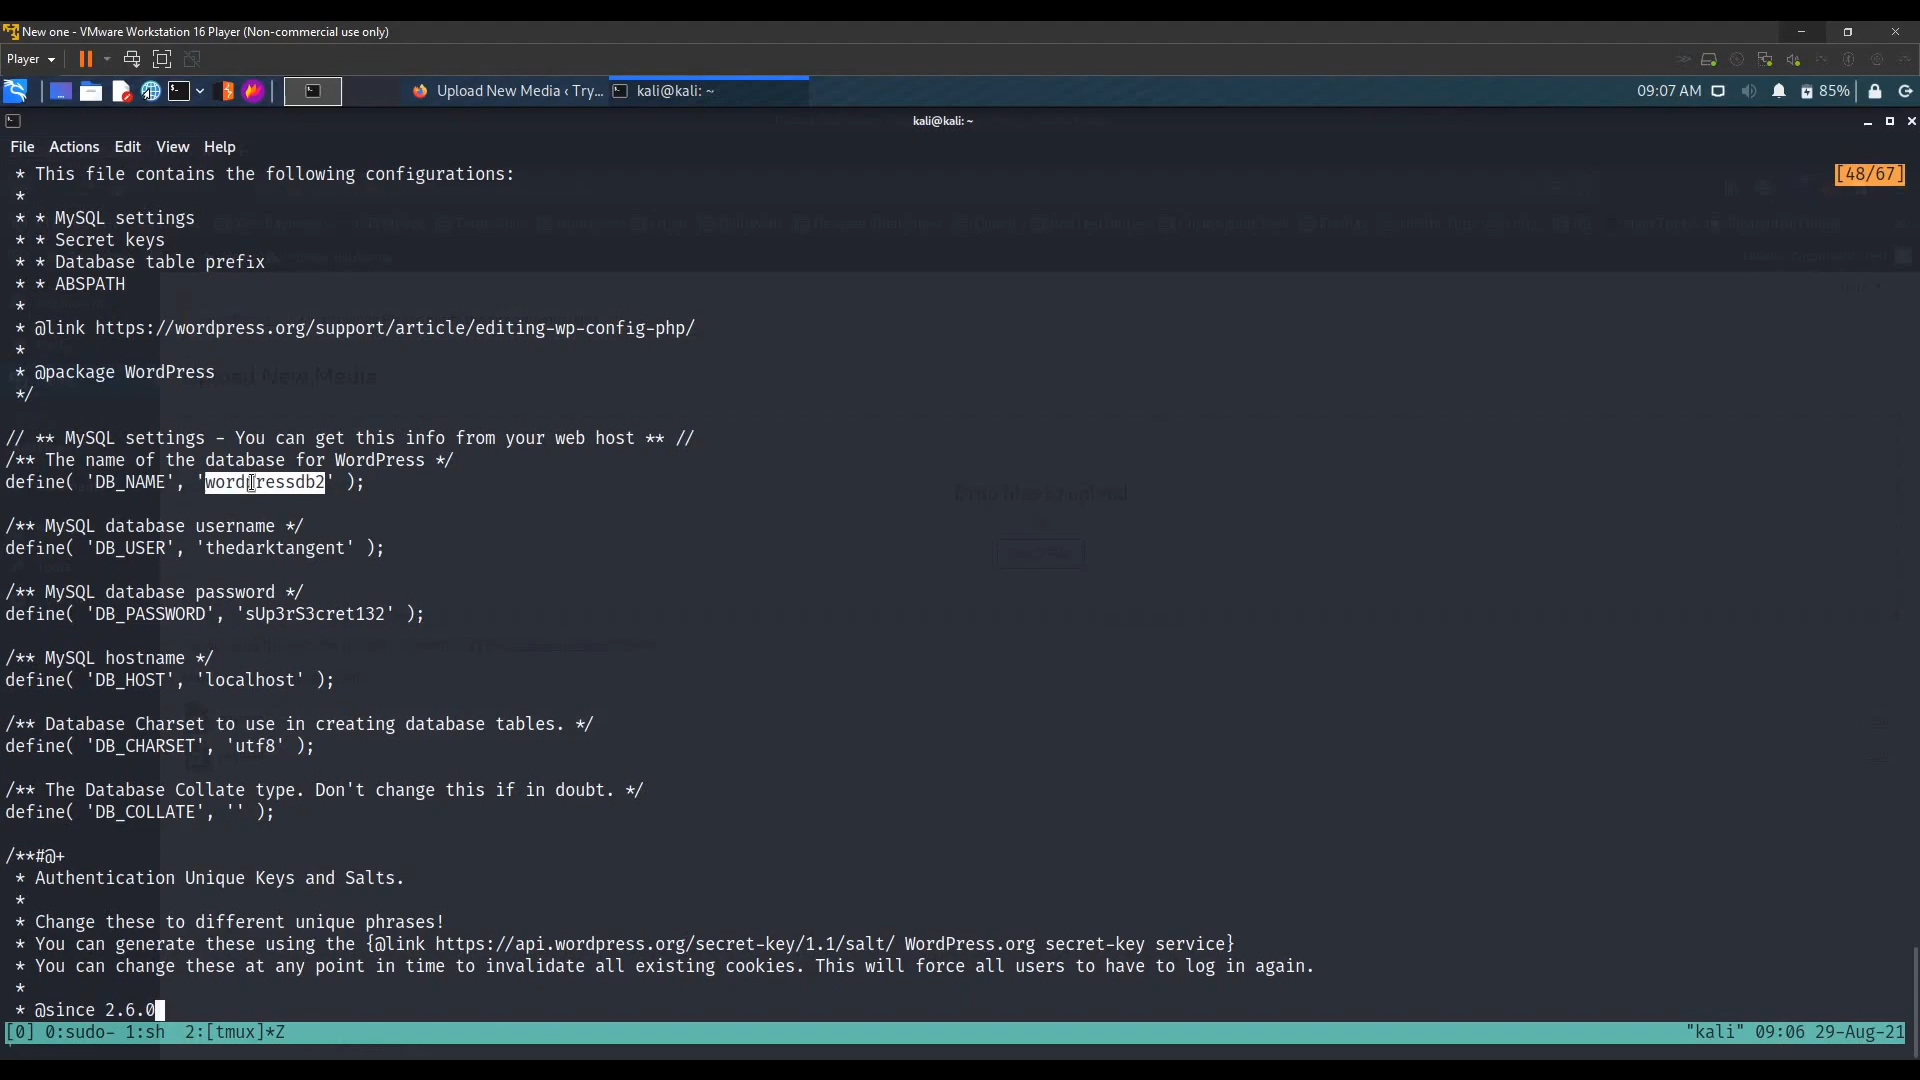 New one - VMware Workstation 16 Player (Non-commercial use only)
Player
Upload New Media ‹ Try...
kali@kali: ~
09:07 AM
85%
kali@kali: ~
File Actions Edit View Help
* This file contains the following configurations:
[48/67]
*
* * MySQL settings
* * Secret keys
* * Database table prefix
* * ABSPATH
*
* @link https://wordpress.org/support/article/editing-wp-config-php/
*
* @package WordPress
*/
// ** MySQL settings - You can get this info from your web host ** //
/** The name of the database for WordPress */
define( 'DB_NAME', 'wordpressdb2' );
/** MySQL database username */
define( 'DB_USER', 'thedarktangent' );
/** MySQL database password */
define( 'DB_PASSWORD', 'sUp3rS3cret132' );
/** MySQL hostname */
define( 'DB_HOST', 'localhost' );
/** Database Charset to use in creating database tables. */
define( 'DB_CHARSET', 'utf8' );
/** The Database Collate type. Don't change this if in doubt. */
define( 'DB_COLLATE', '' );
/**#@+
* Authentication Unique Keys and Salts.
*
* Change these to different unique phrases!
* You can generate these using the {@link https://api.wordpress.org/secret-key/1.1/salt/ WordPress.org secret-key service}
* You can change these at any point in time to invalidate all existing cookies. This will force all users to have to log in again.
*
* @since 2.6.0
[0] 0:sudo- 1:sh 2:[tmux]*Z
"kali" 09:06 29-Aug-21